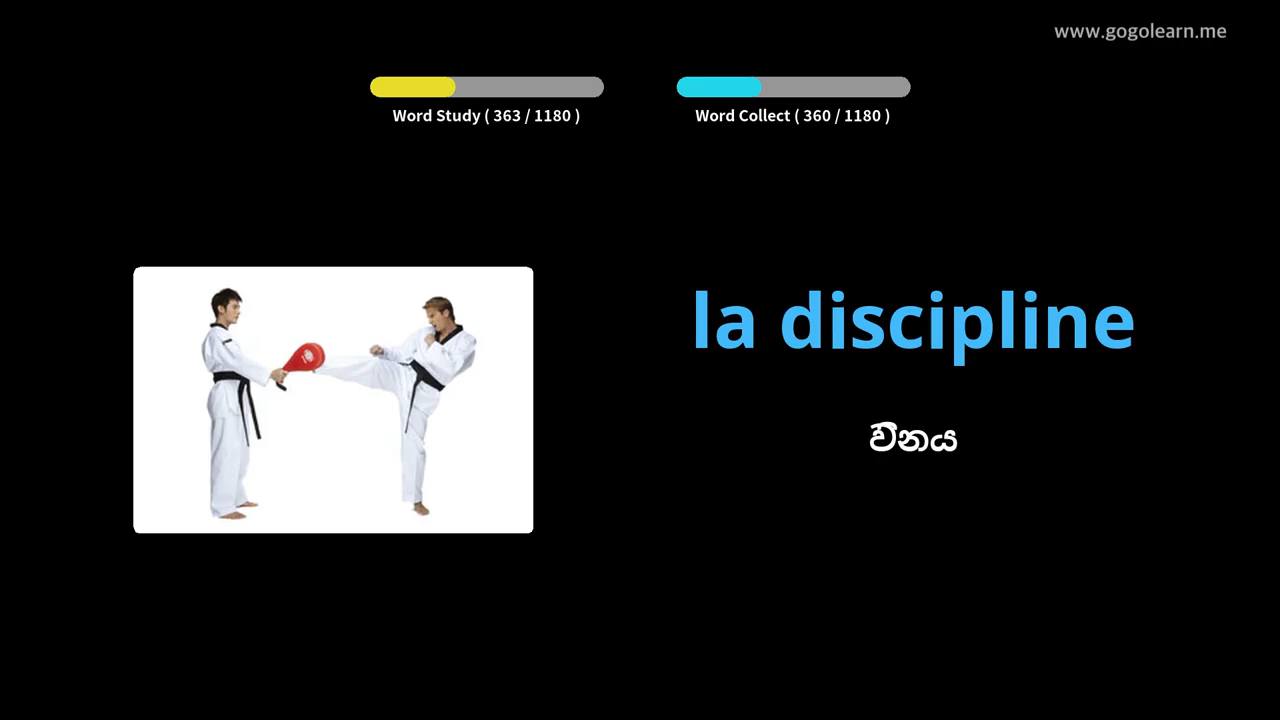 www.gogolearn.me
Word Study ( 363 / 1180 )
Word Collect ( 360 / 1180 )
la discipline
විනය